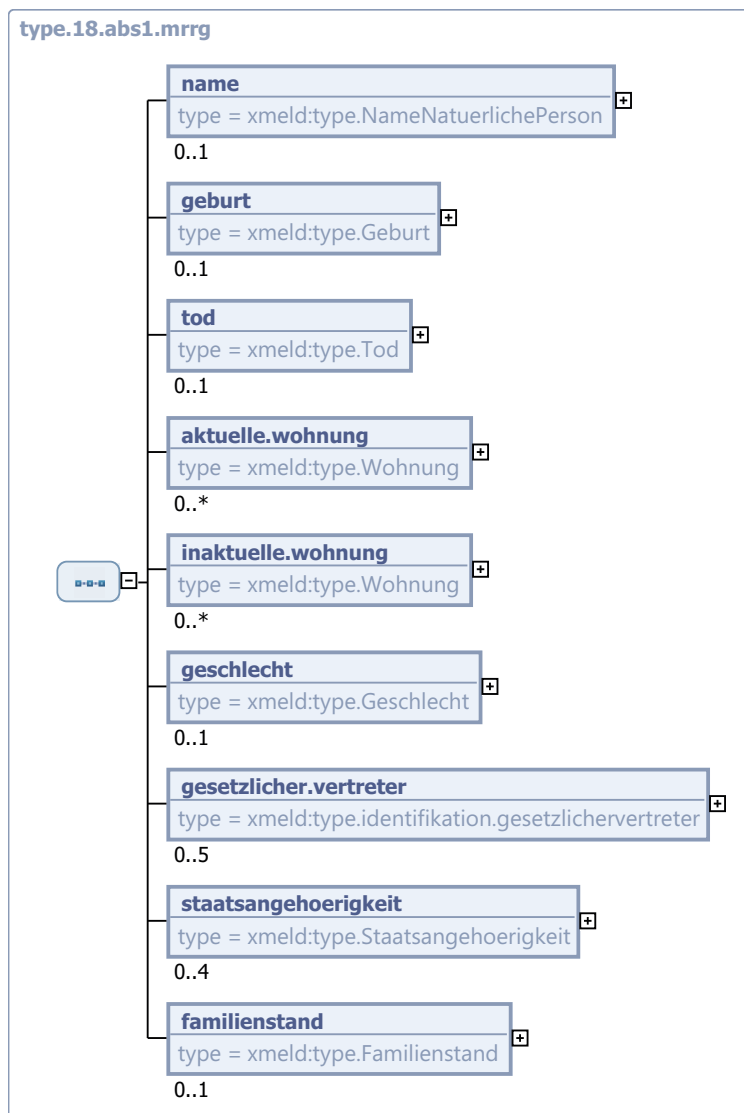 type.18.abs1.mrrg
name
type = xmeld:type.NameNatuerlichePerson
0..1
geburt
type = xmeld:type.Geburt
0..1
tod
type = xmeld:type.Tod
0..1
aktuelle.wohnung
type = xmeld:type.Wohnung
0..*
inaktuelle.wohnung
type = xmeld:type.Wohnung
0..*
geschlecht
type = xmeld:type.Geschlecht
0..1
gesetzlicher.vertreter
type = xmeld:type.identifikation.gesetzlichervertreter
0..5
staatsangehoerigkeit
type = xmeld:type.Staatsangehoerigkeit
0..4
familienstand
type = xmeld:type.Familienstand
0..1